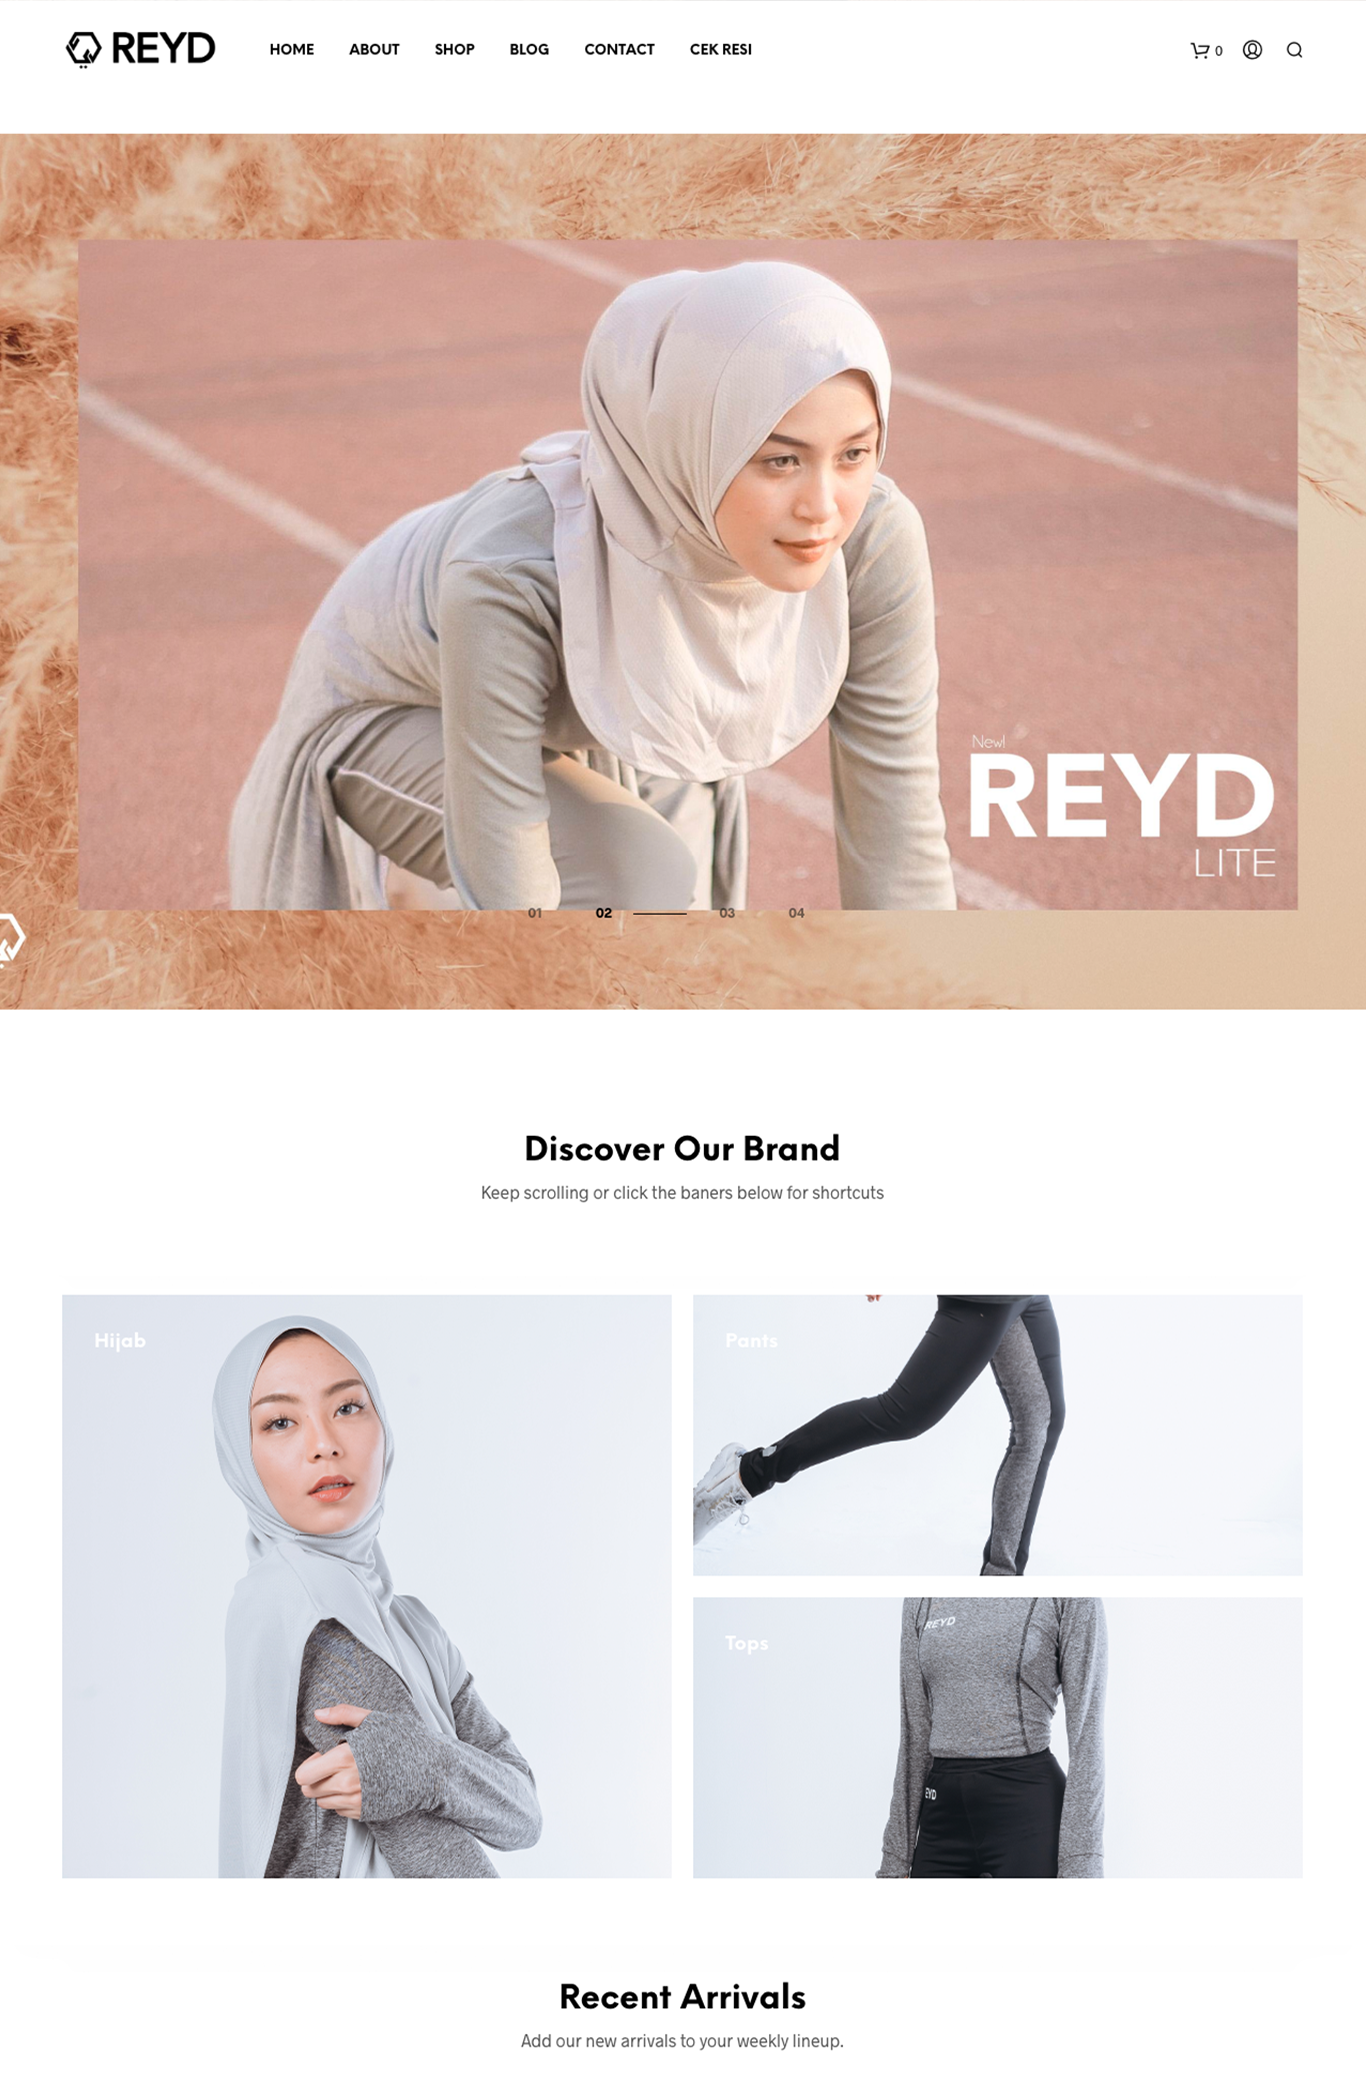 REYD
HOME ABOUT SHOP BLOG CONTACT CEK RESI
0
New!
REYD
LITE
01 02 03 04
Discover Our Brand
Keep scrolling or click the baners below for shortcuts
Hijab
Pants
REYD
Tops
EYD
Recent Arrivals
Add our new arrivals to your weekly lineup.